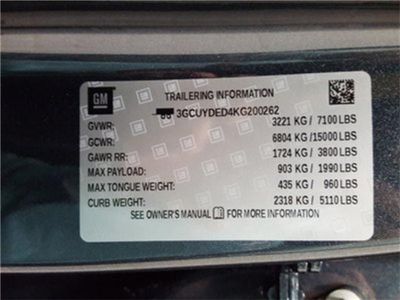 GM
TRAILERING INFORMATION
3GCUYDED4KG200262
GVWR: 3221 KG / 7100 LBS
GCWR: 6804 KG /15000 LBS
GAWR RR: 1724 KG / 3800 LBS
MAX PAYLOAD: 903 KG / 1990 LBS
MAX TONGUE WEIGHT: 435 KG / 960 LBS
CURB WEIGHT: 2318 KG / 5110 LBS
SEE OWNER'S MANUAL FOR MORE INFORMATION